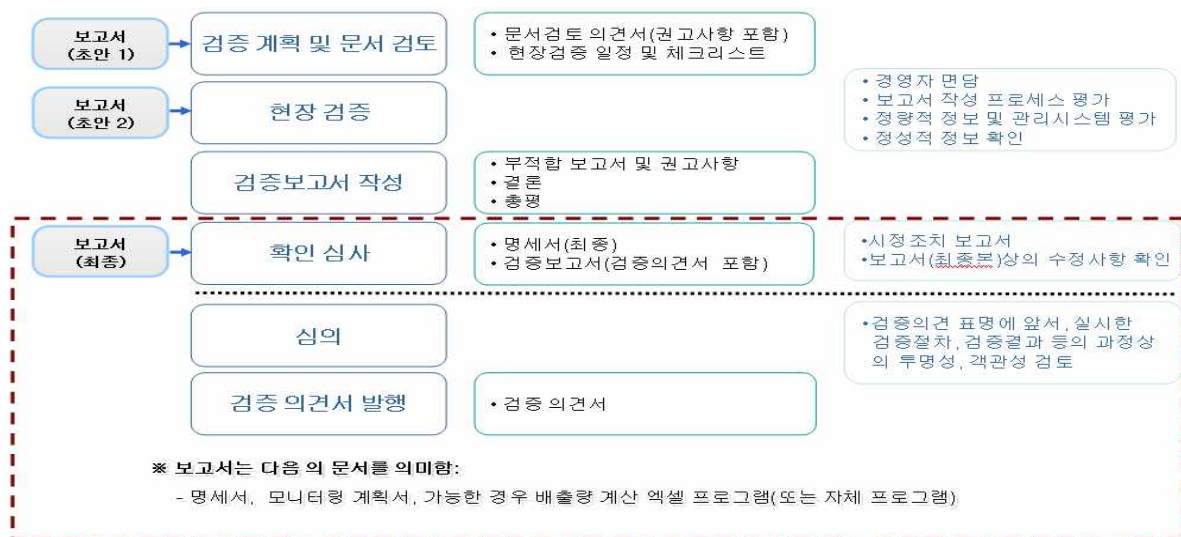 보고서
(초안 1)
검증 계획 및 문서 검토
• 문서검토 의견서(권고사항 포함)
• 현장검증 일정 및 체크리스트
보고서
(초안 2)
현장 검증
• 경영자 면담
• 보고서 작성 프로세스 평가
• 정량적 정보 및 관리시스템 평가
• 정성적 정보 확인
검증보고서 작성
• 부적합 보고서 및 권고사항
• 결론
• 총평
보고서
(최종)
확인 심사
• 명세서(최종)
• 검증보고서(검증의견서 포함)
•시정조치 보고서
•보고서(최종본)상의 수정사항 확인
심의
•검증의견 표명에 앞서, 실시한
검증절차, 검증결과 등의 과정상
의 투명성, 객관성 검토
검증 의견서 발행
• 검증 의견서
※ 보고서는 다음 의 문서를 의미함:
- 명세서, 모니터링 계획서, 가능한 경우 배출량 계산 엑셀 프로그램(또는 자체 프로그램)